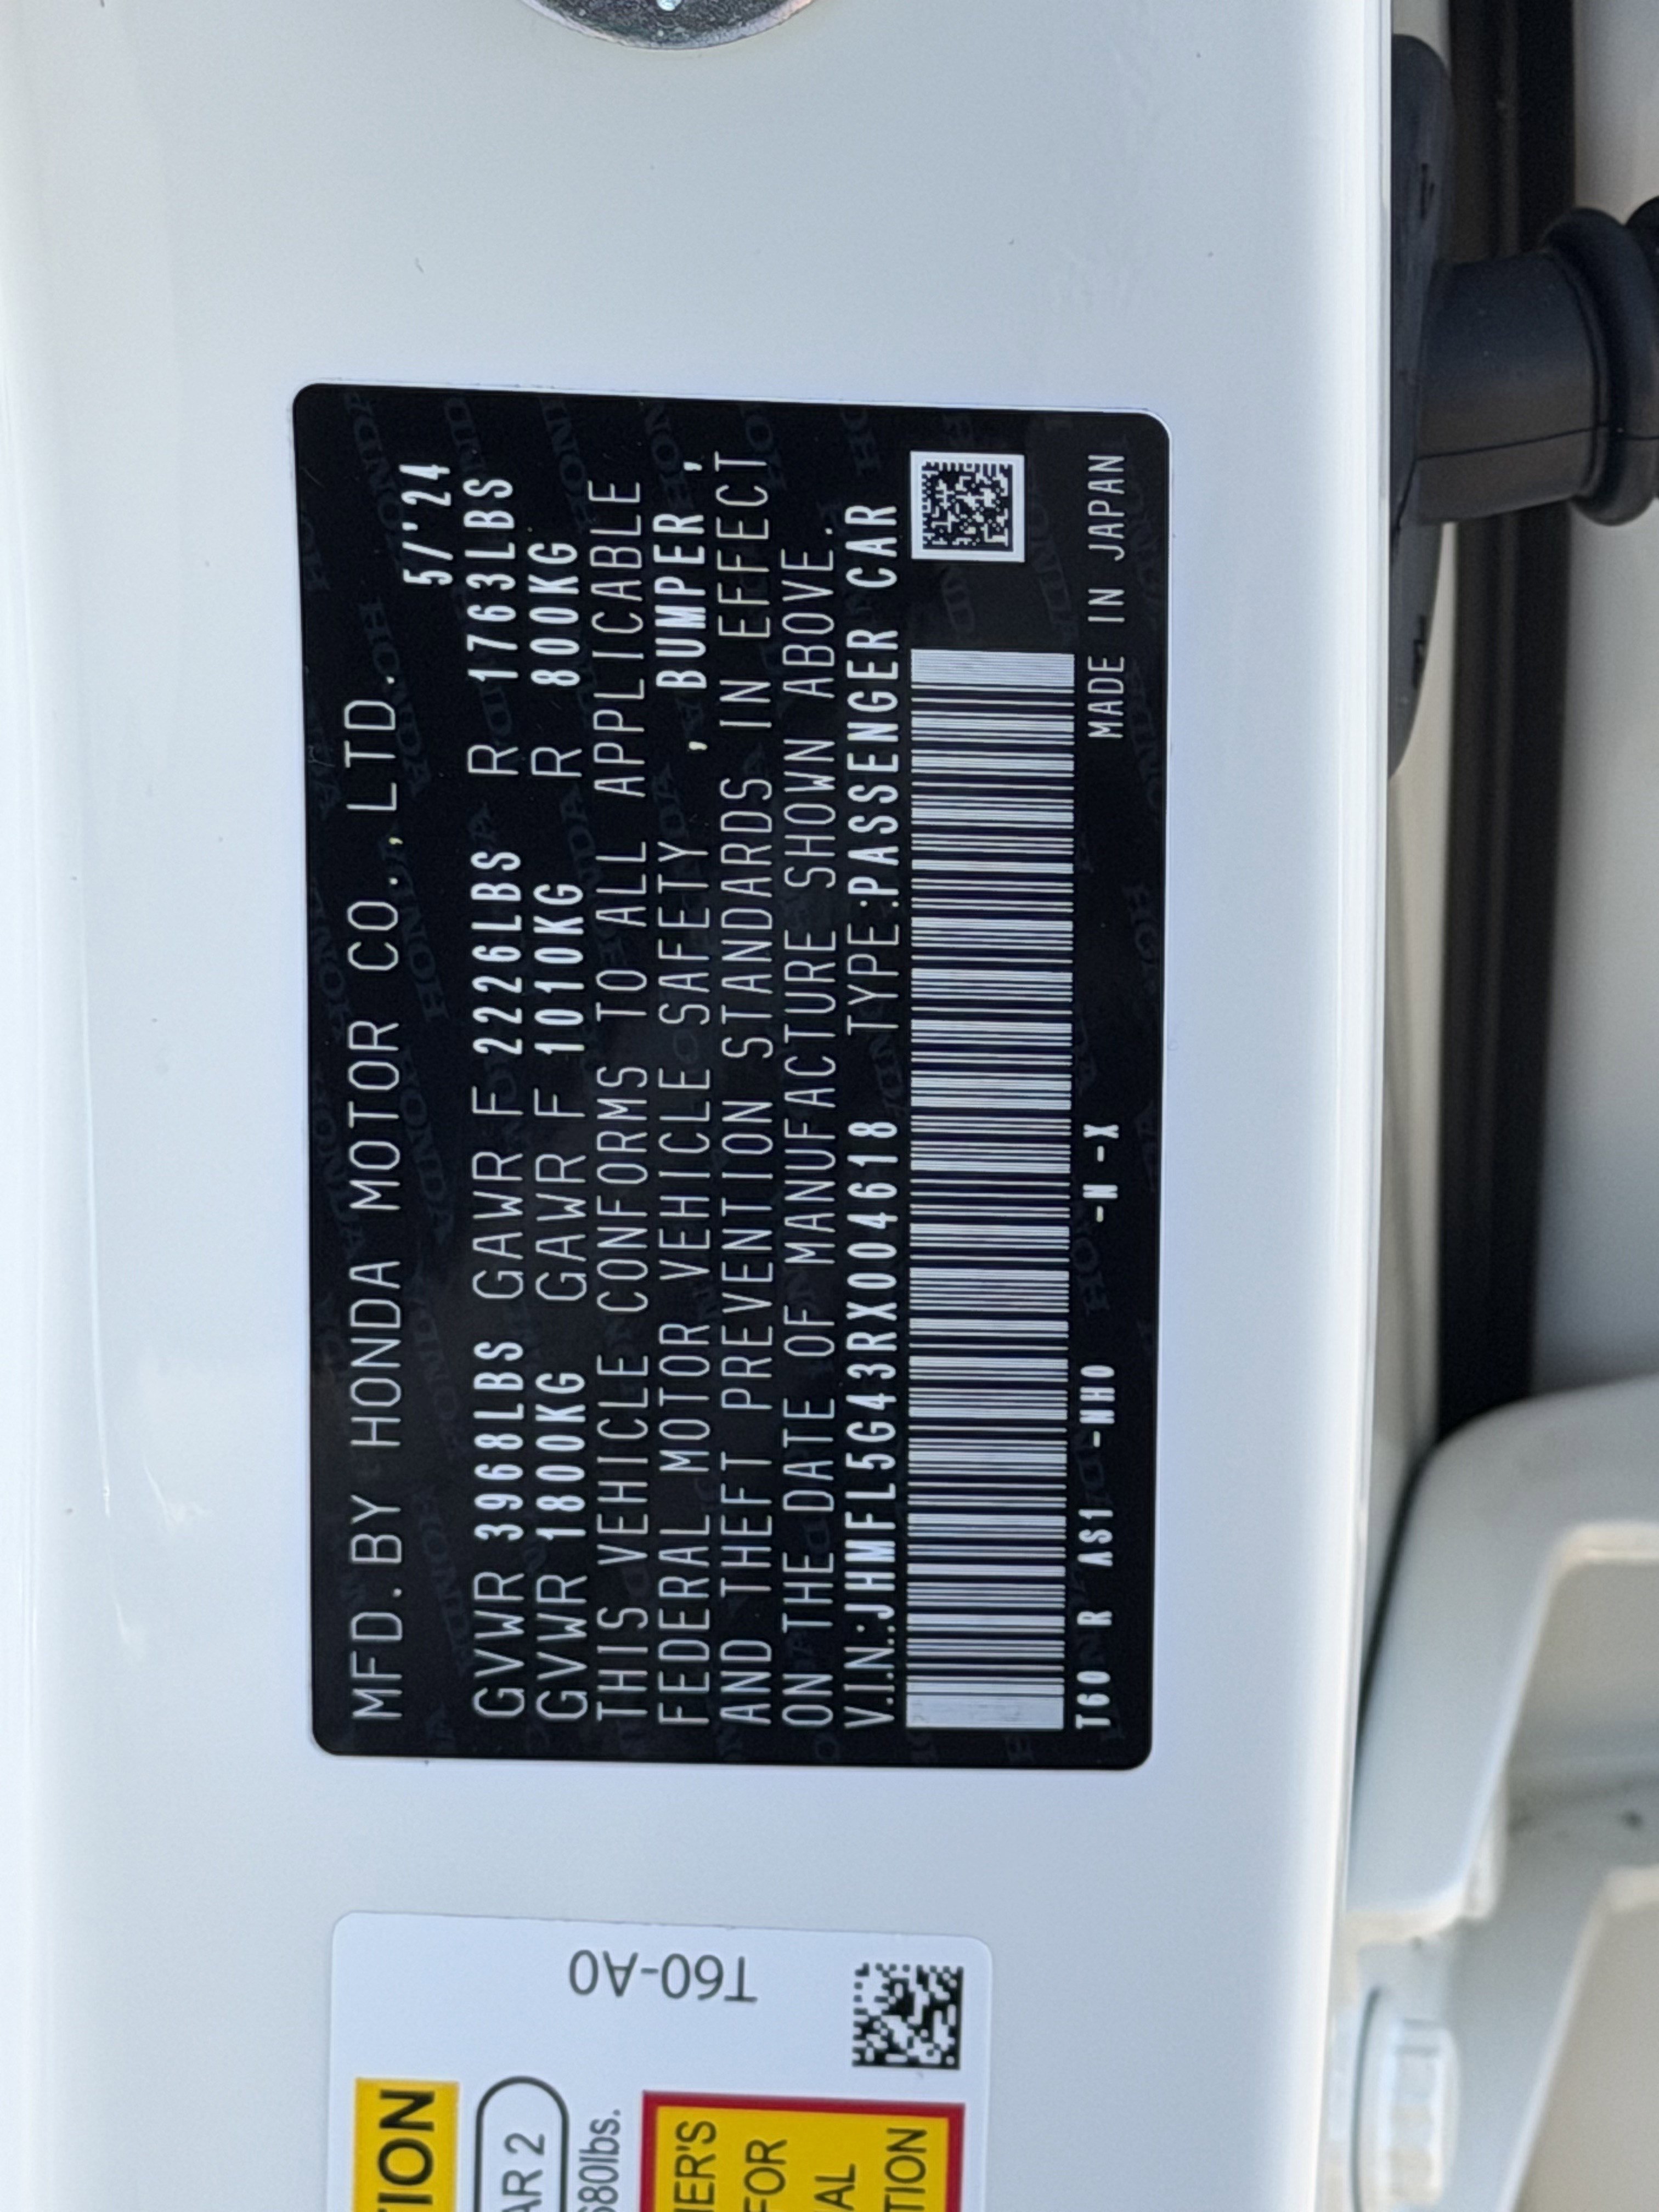 MFD.BY HONDA MOTOR CO.,LTD.
5/'24
GVWR 3968LBS GAWR F 2226LBS R 1763LBS
GVWR 1800KG GAWR F 1010KG R 800KG
THIS VEHICLE CONFORMS TO ALL APPLICABLE
FEDERAL MOTOR VEHICLE SAFETY , BUMPER ,
AND THEFT PREVENTION STANDARDS IN EFFECT
ON THE DATE OF MANUFACTURE SHOWN ABOVE.
V.I.N.:JHMFL5G43RX004618 TYPE:PASSENGER CAR
T60 R AS1 -NH0 -N -X MADE IN JAPAN
T60-A0